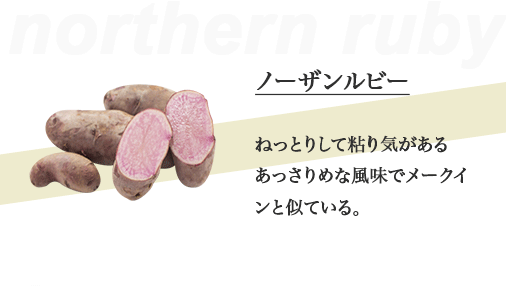 northern ruby
ノーザンルビー
ねっとりして粘り気がある
あっさりめな風味でメークイ
ンと似ている。